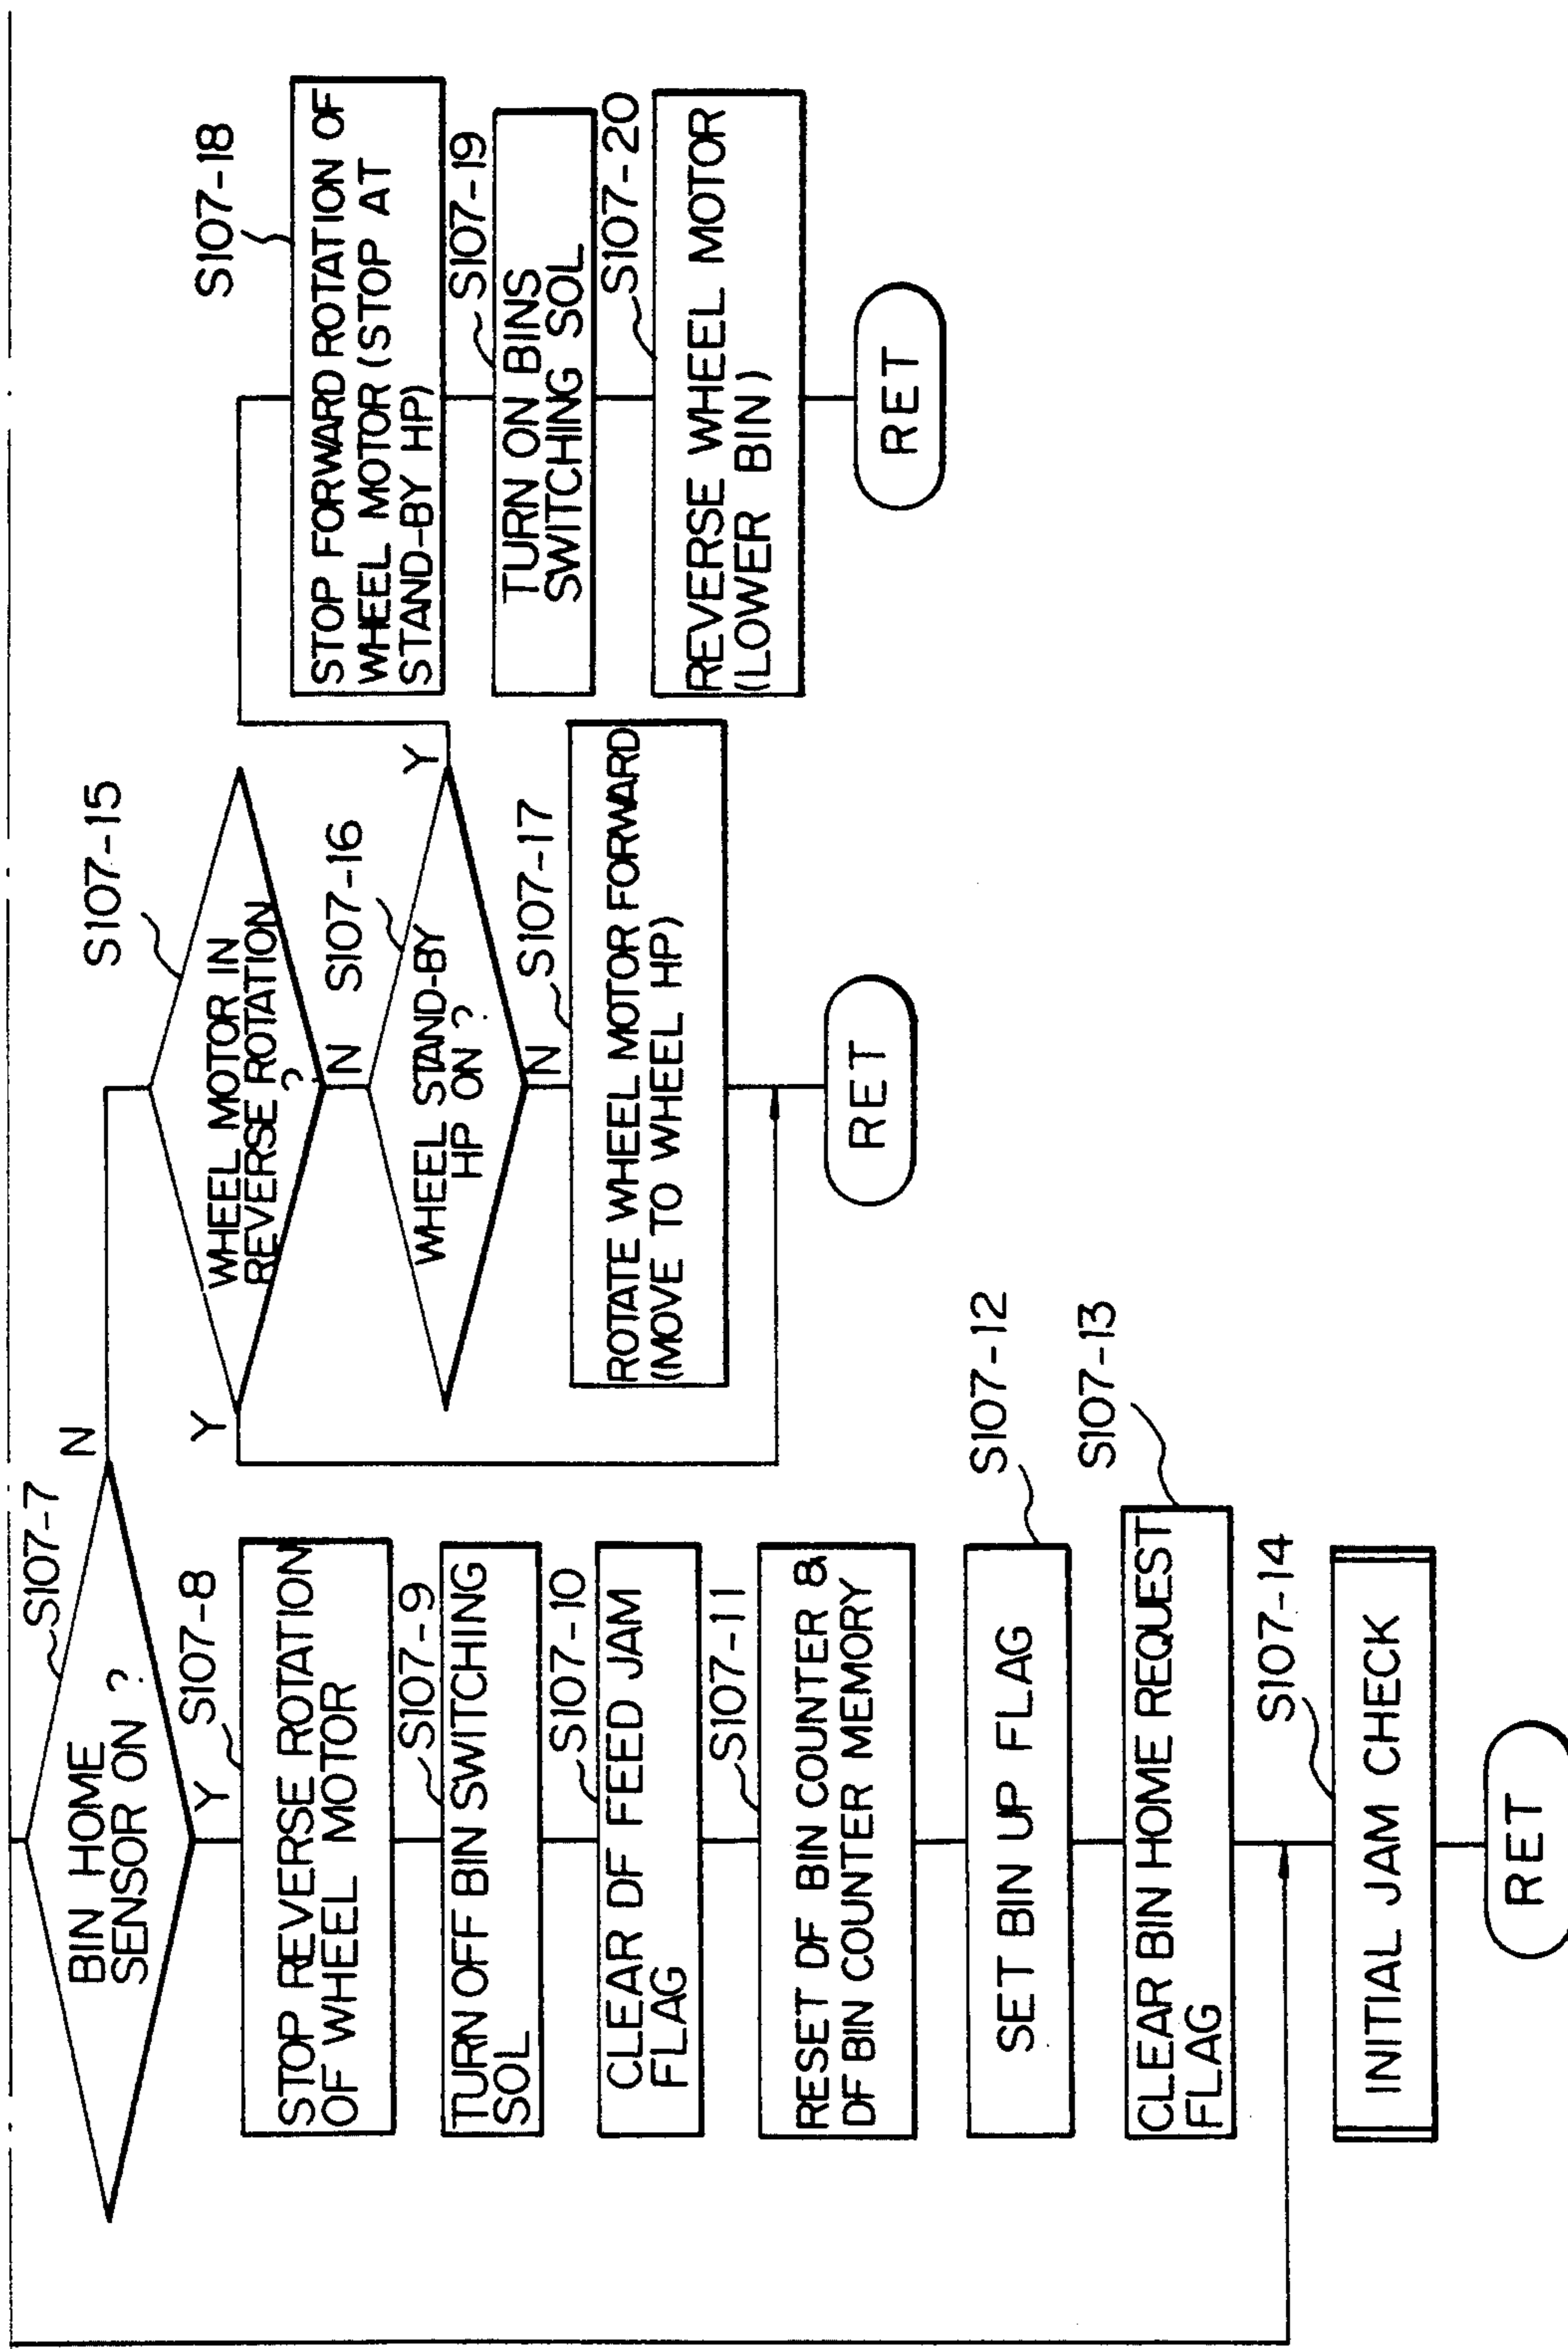 S107-7
BIN HOME
SENSOR ON ?
N
Y
S107-8
STOP REVERSE ROTATION
OF WHEEL MOTOR
S107-9
TURN OFF BIN SWITCHING
SOL
S107-10
CLEAR DF FEED JAM
FLAG
S107-11
RESET DF BIN COUNTER &
DF BIN COUNTER MEMORY
S107-12
SET BIN UP FLAG
S107-13
CLEAR BIN HOME REQUEST
FLAG
S107-14
INITIAL JAM CHECK
RET
S107-15
WHEEL MOTOR IN
REVERSE ROTATION
?
Y
N
S107-16
WHEEL STAND-BY
HP ON ?
Y
N
S107-17
ROTATE WHEEL MOTOR FORWARD
(MOVE TO WHEEL HP)
RET
S107-18
STOP FORWARD ROTATION OF
WHEEL MOTOR (STOP AT
STAND-BY HP)
S107-19
TURN ON BINS
SWITCHING SOL
S107-20
REVERSE WHEEL MOTOR
(LOWER BIN)
RET